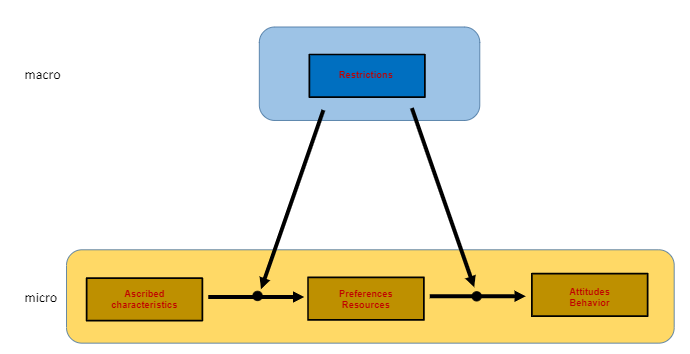 macro
Restrictions
micro
Ascribed
characteristics
Preferences
Resources
Attitudes
Behavior